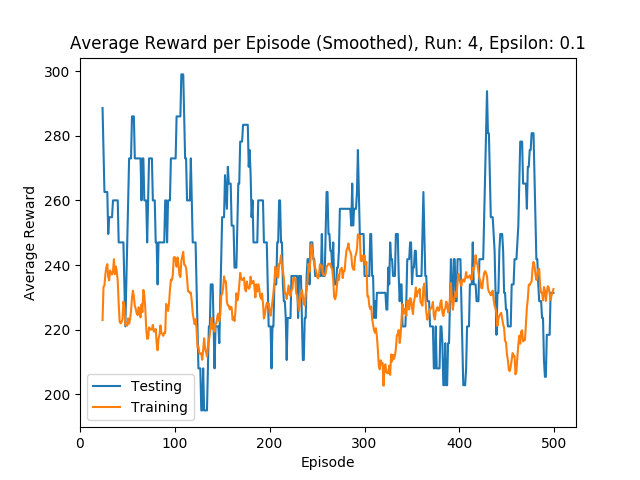 Average Reward per Episode (Smoothed), Run: 4, Epsilon: 0.1
300
280
260
240
220
200
Average Reward
Testing
Training
0 100 200 300 400 500
Episode